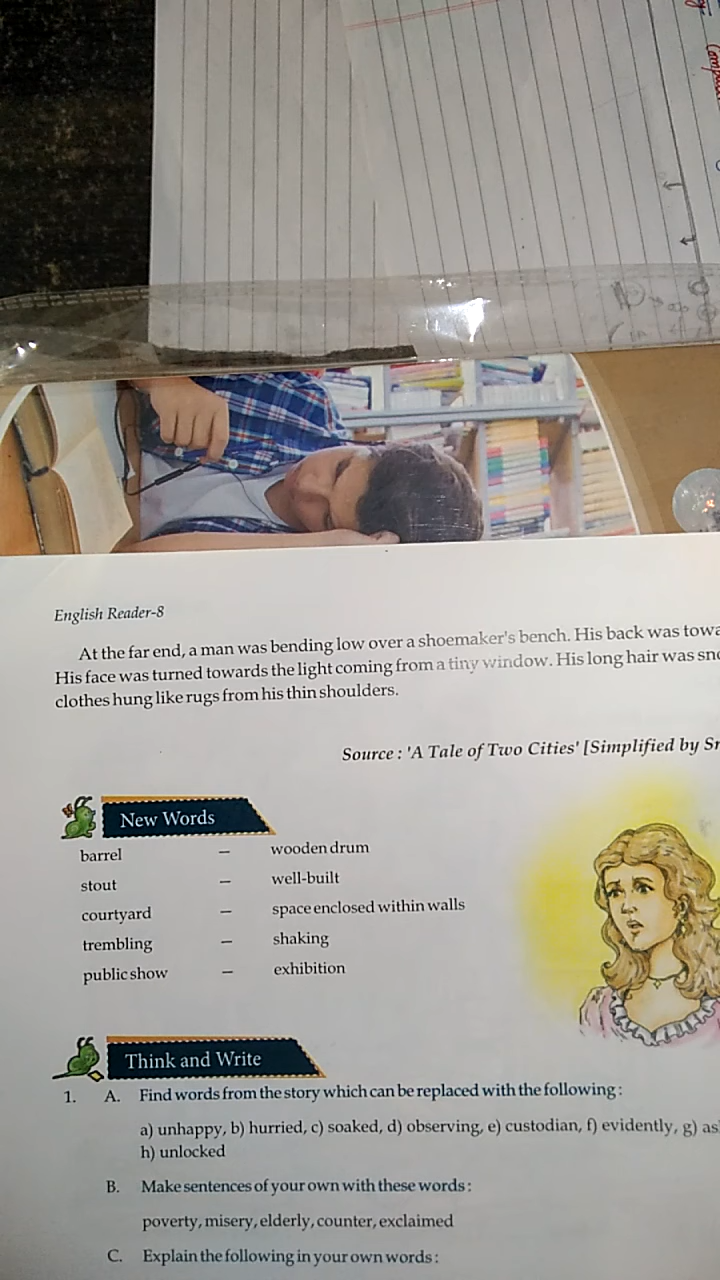 English Reader-8
At the far end, a man was bending low over a shoemaker's bench. His back was
His face was turned towards the light coming from a tiny window. His long hair was
clothes hung like rugs from his thin shoulders.
Source : 'A Tale of Two Cities' [Simplified by
New Words
barrel – wooden drum
stout – well-built
courtyard – space enclosed within walls
trembling – shaking
public show – exhibition
Think and Write
1. A. Find words from the story which can be replaced with the following :
a) unhappy, b) hurried, c) soaked, d) observing, e) custodian, f) evidently, g)
h) unlocked
B. Make sentences of your own with these words :
poverty, misery, elderly, counter, exclaimed
C. Explain the following in your own words :